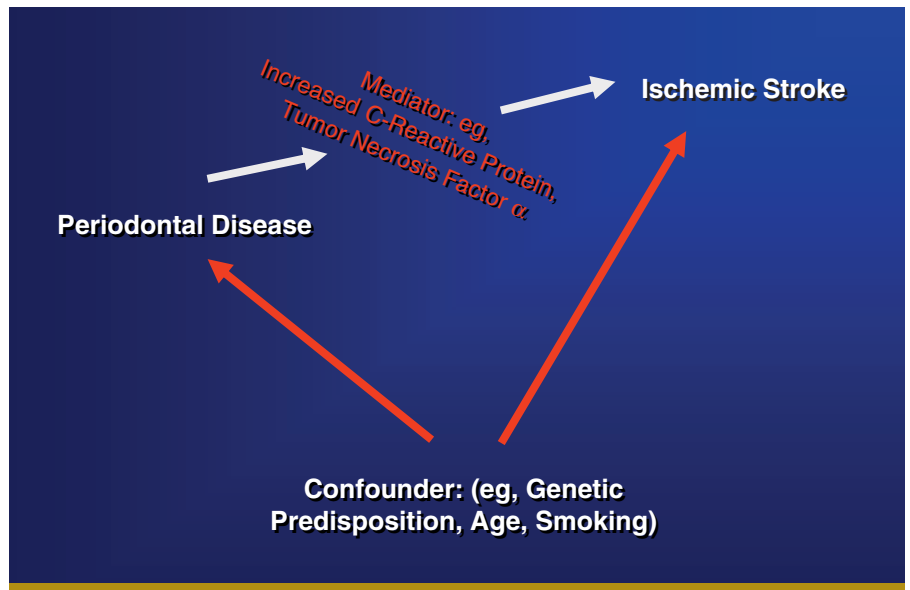 Mediator: eg,
Increased C-Reactive Protein,
Tumor Necrosis Factor α
Ischemic Stroke
Periodontal Disease
Confounder: (eg, Genetic
Predisposition, Age, Smoking)